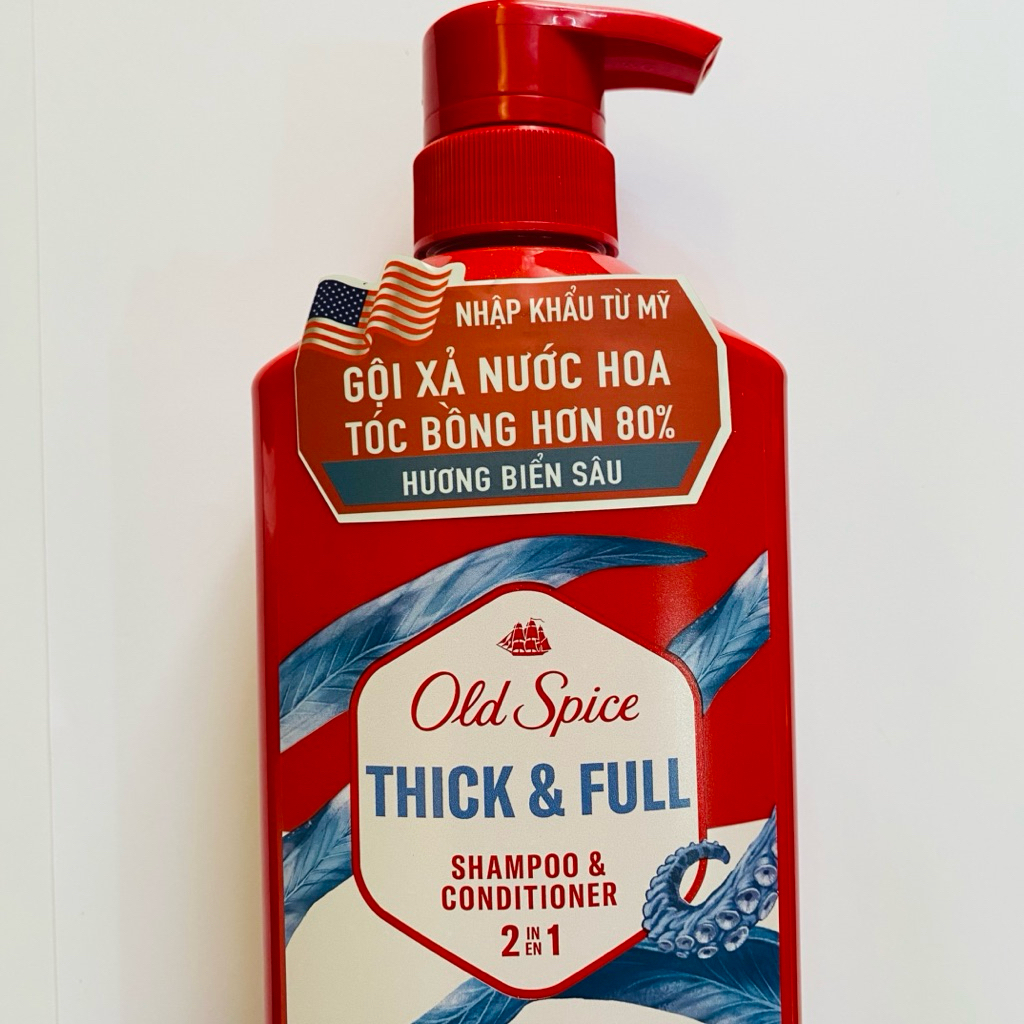 NHẬP KHẨU TỪ MỸ
GỘI XẢ NƯỚC HOA
TÓC BỒNG HƠN 80%
HƯƠNG BIỂN SÂU
Old Spice
THICK & FULL
SHAMPOO &
CONDITIONER
2 IN EN 1